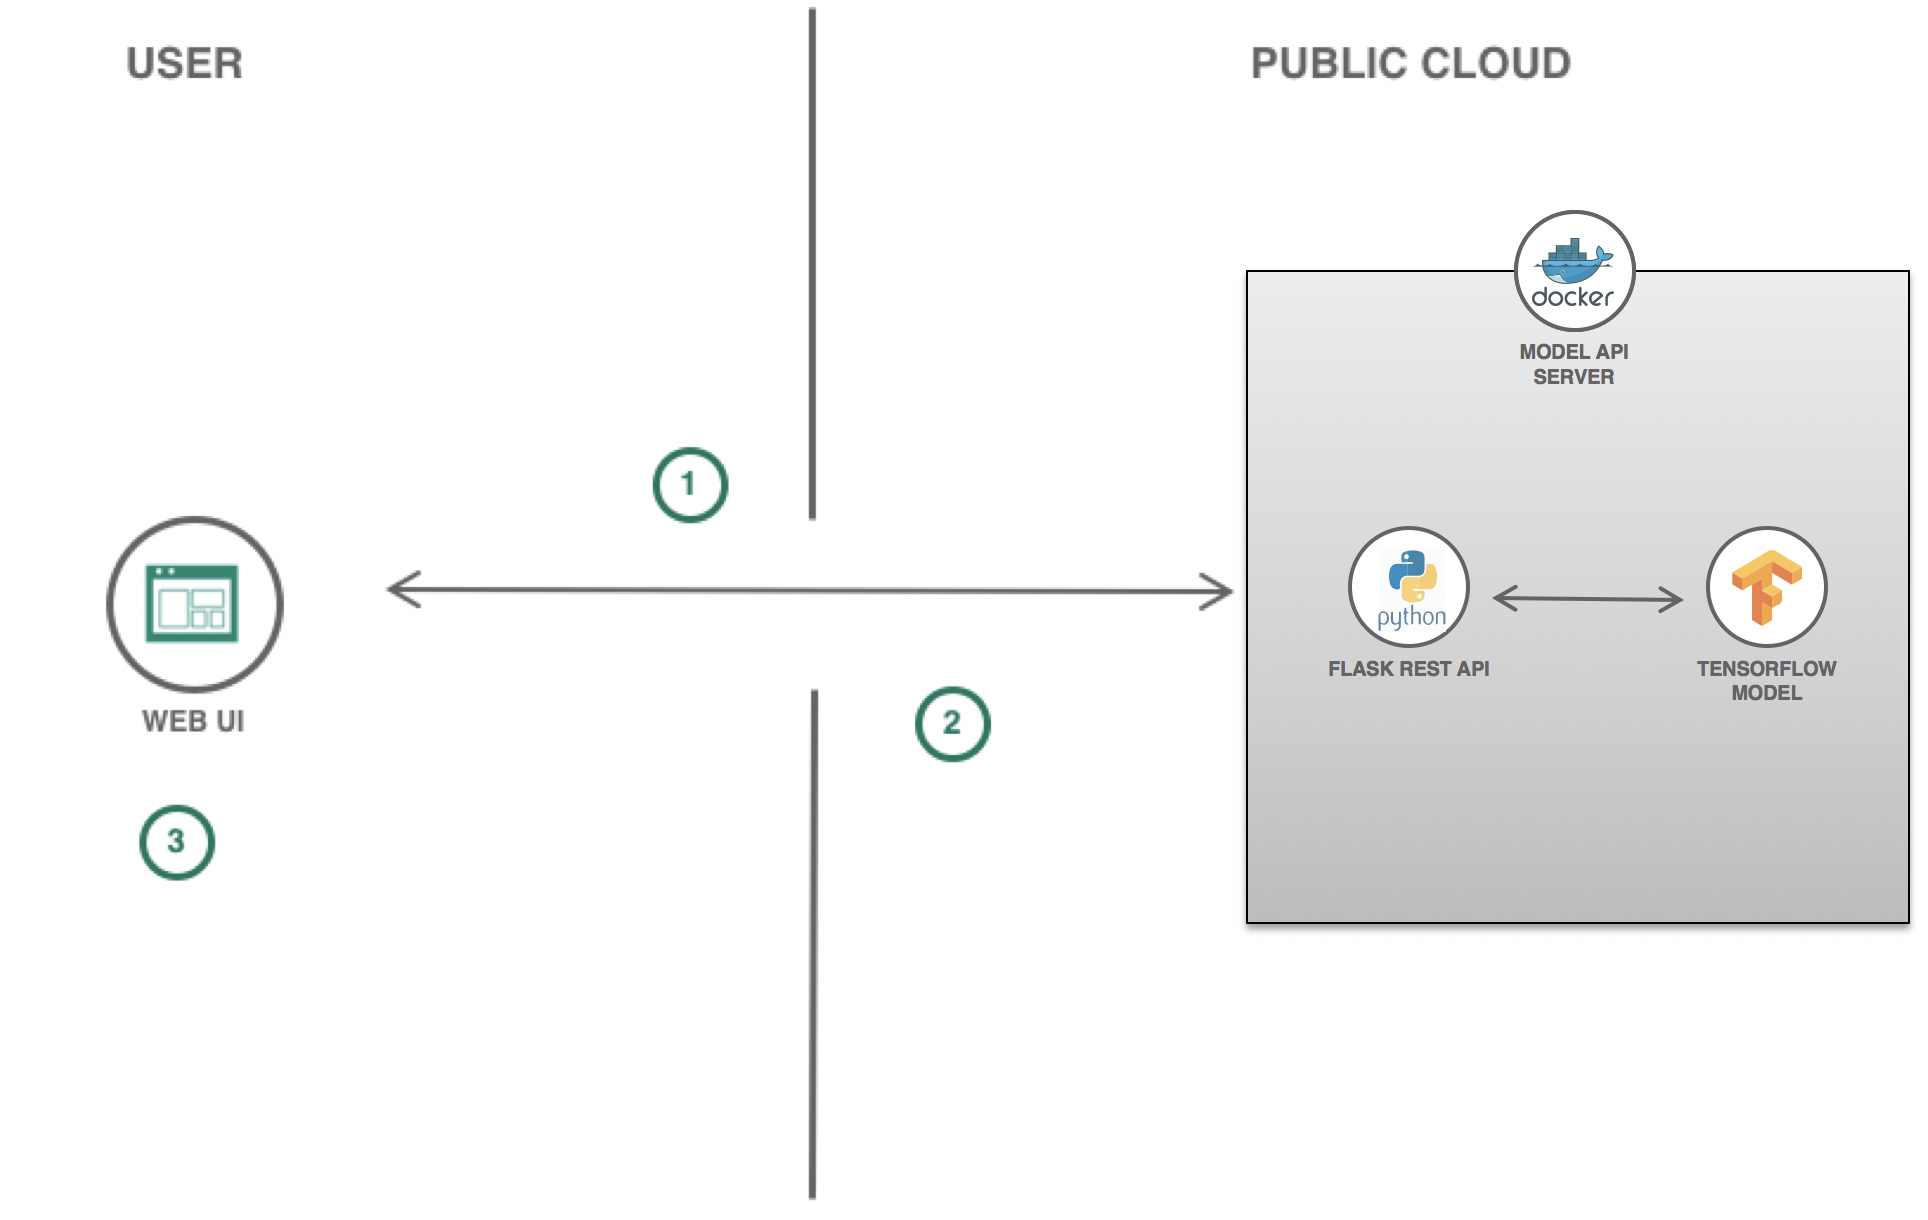 USER
PUBLIC CLOUD
docker
MODEL API
SERVER
1
python
FLASK REST API
TENSORFLOW
MODEL
WEB UI
2
3